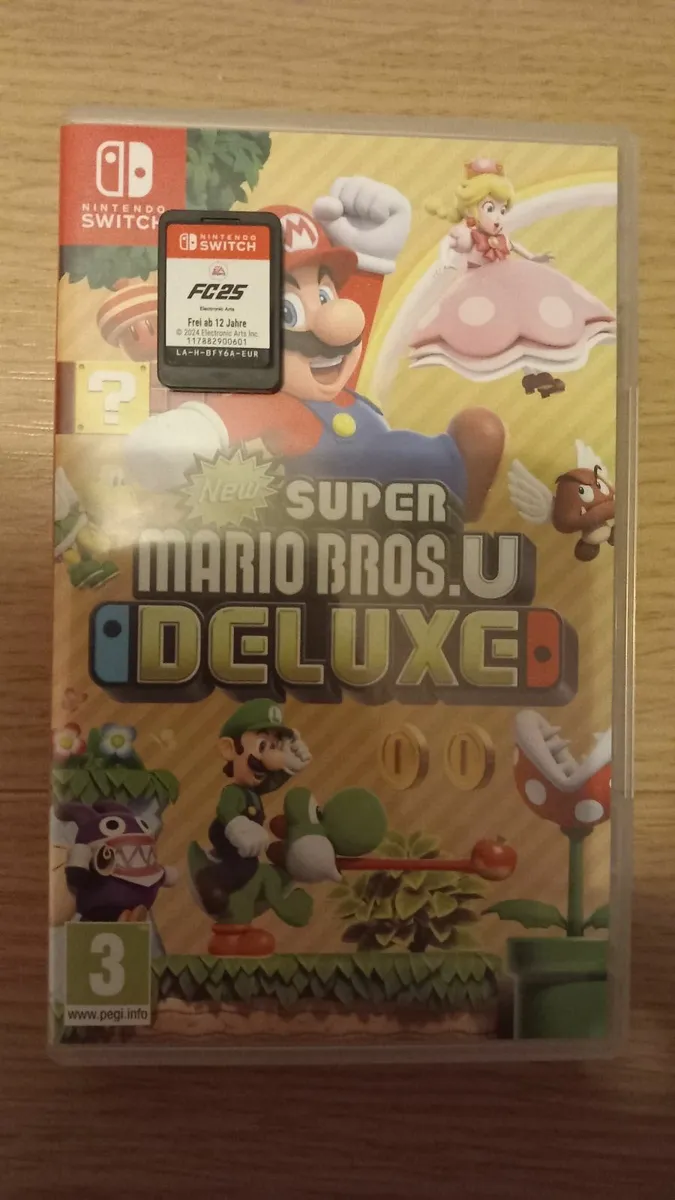 NINTENDO
SWITCH
NINTENDO
SWITCH
EA
SPORTS
FC25
Electronic Arts
Frei ab 12 Jahre
© 2024 Electronic Arts Inc.
117882900601
LA-H-BFY6A-EUR
M
?
New SUPER
MARIO BROS.U
DELUXE
L
3
www.pegi.info